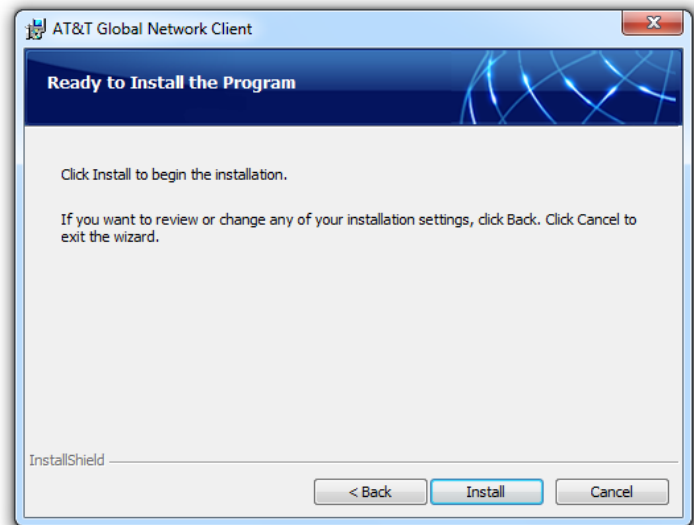 AT&T Global Network Client
Ready to Install the Program
Click Install to begin the installation.
If you want to review or change any of your installation settings, click Back. Click Cancel to
exit the wizard.
InstallShield
< Back
Install
Cancel